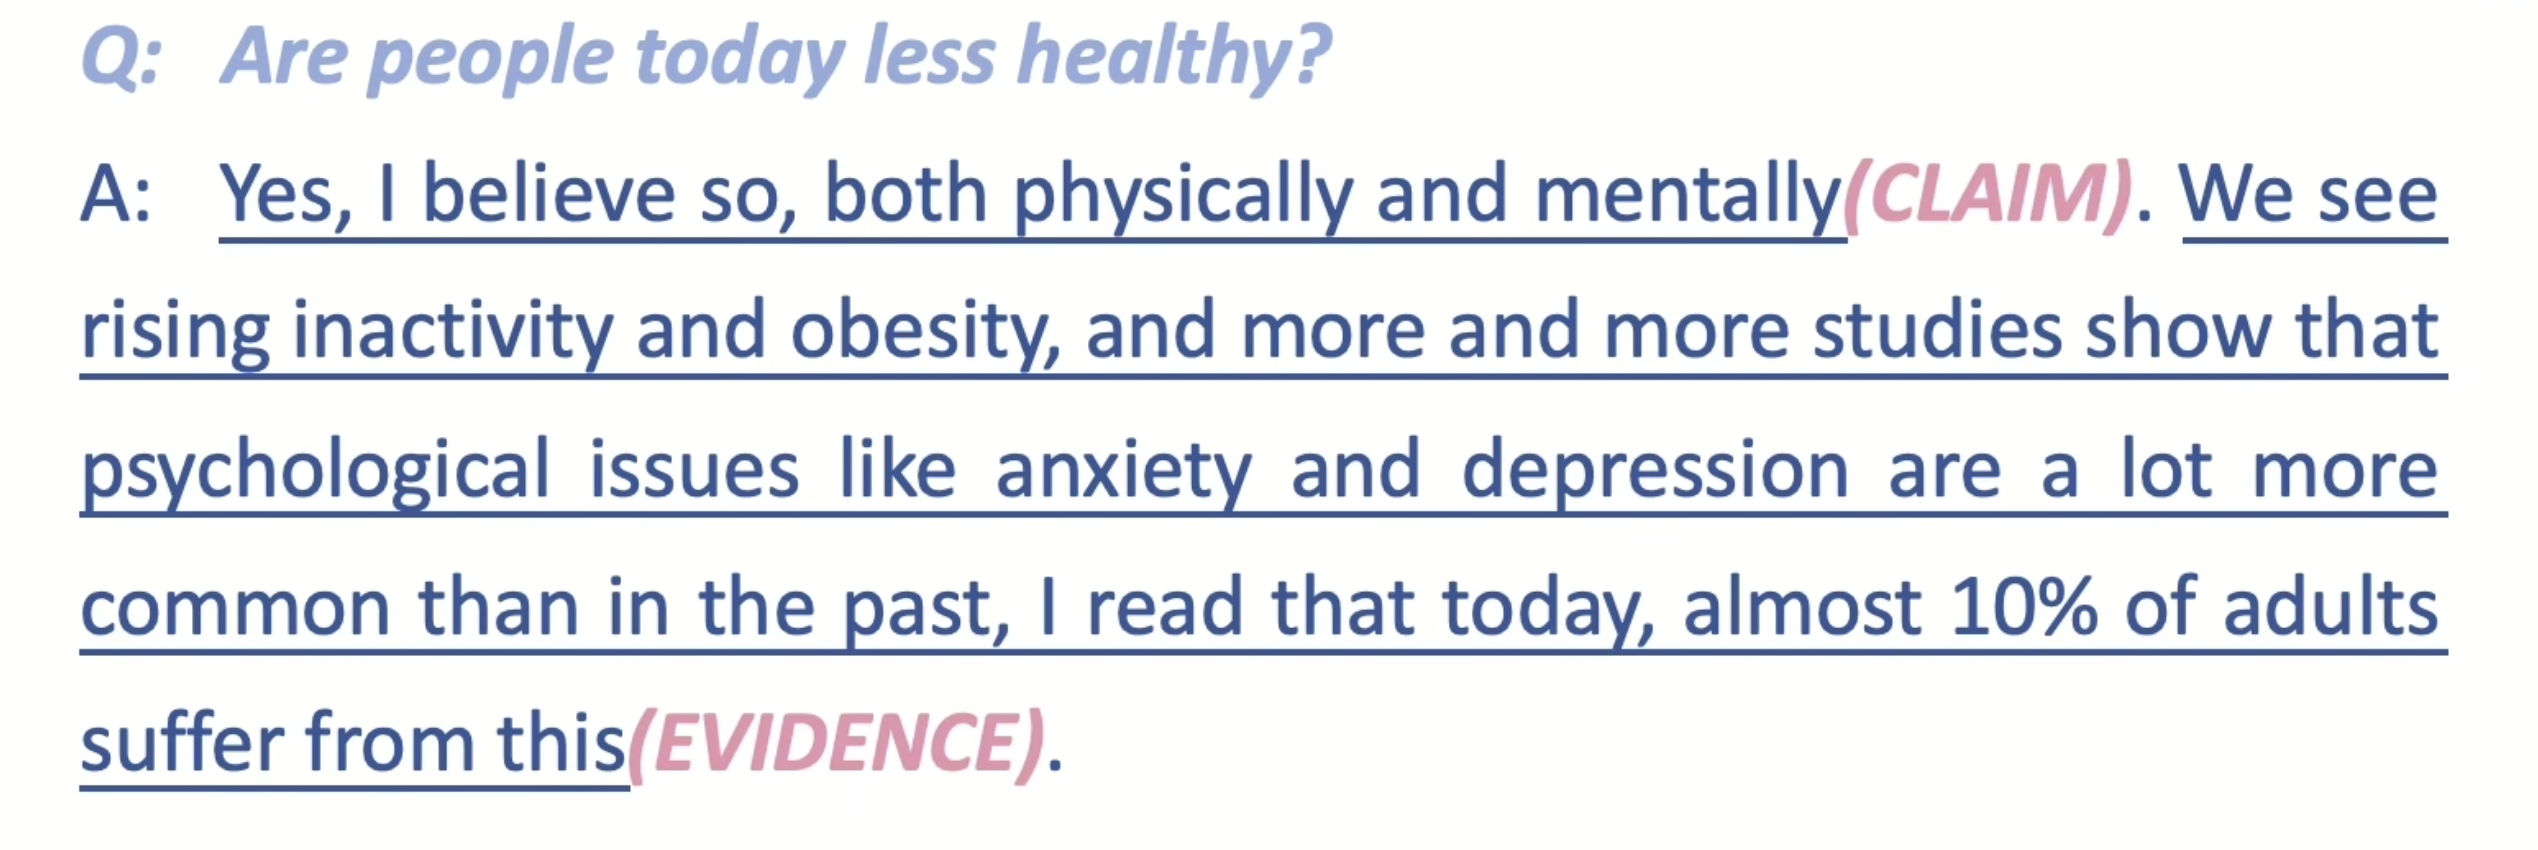 Q: Are people today less healthy?
A: Yes, I believe so, both physically and mentally(CLAIM). We see
rising inactivity and obesity, and more and more studies show that
psychological issues like anxiety and depression are a lot more
common than in the past, I read that today, almost 10% of adults
suffer from this(EVIDENCE).